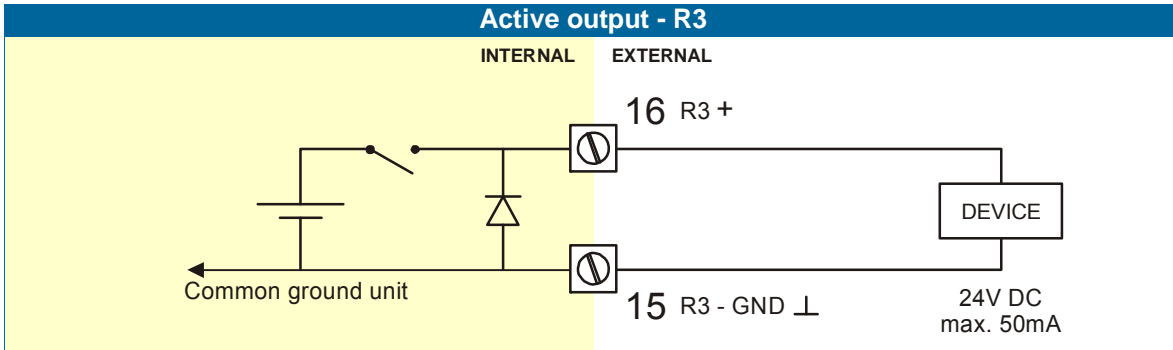 Active output - R3
INTERNAL
EXTERNAL
16 R3 +
DEVICE
Common ground unit
15 R3 - GND ⊥
24V DC
max. 50mA